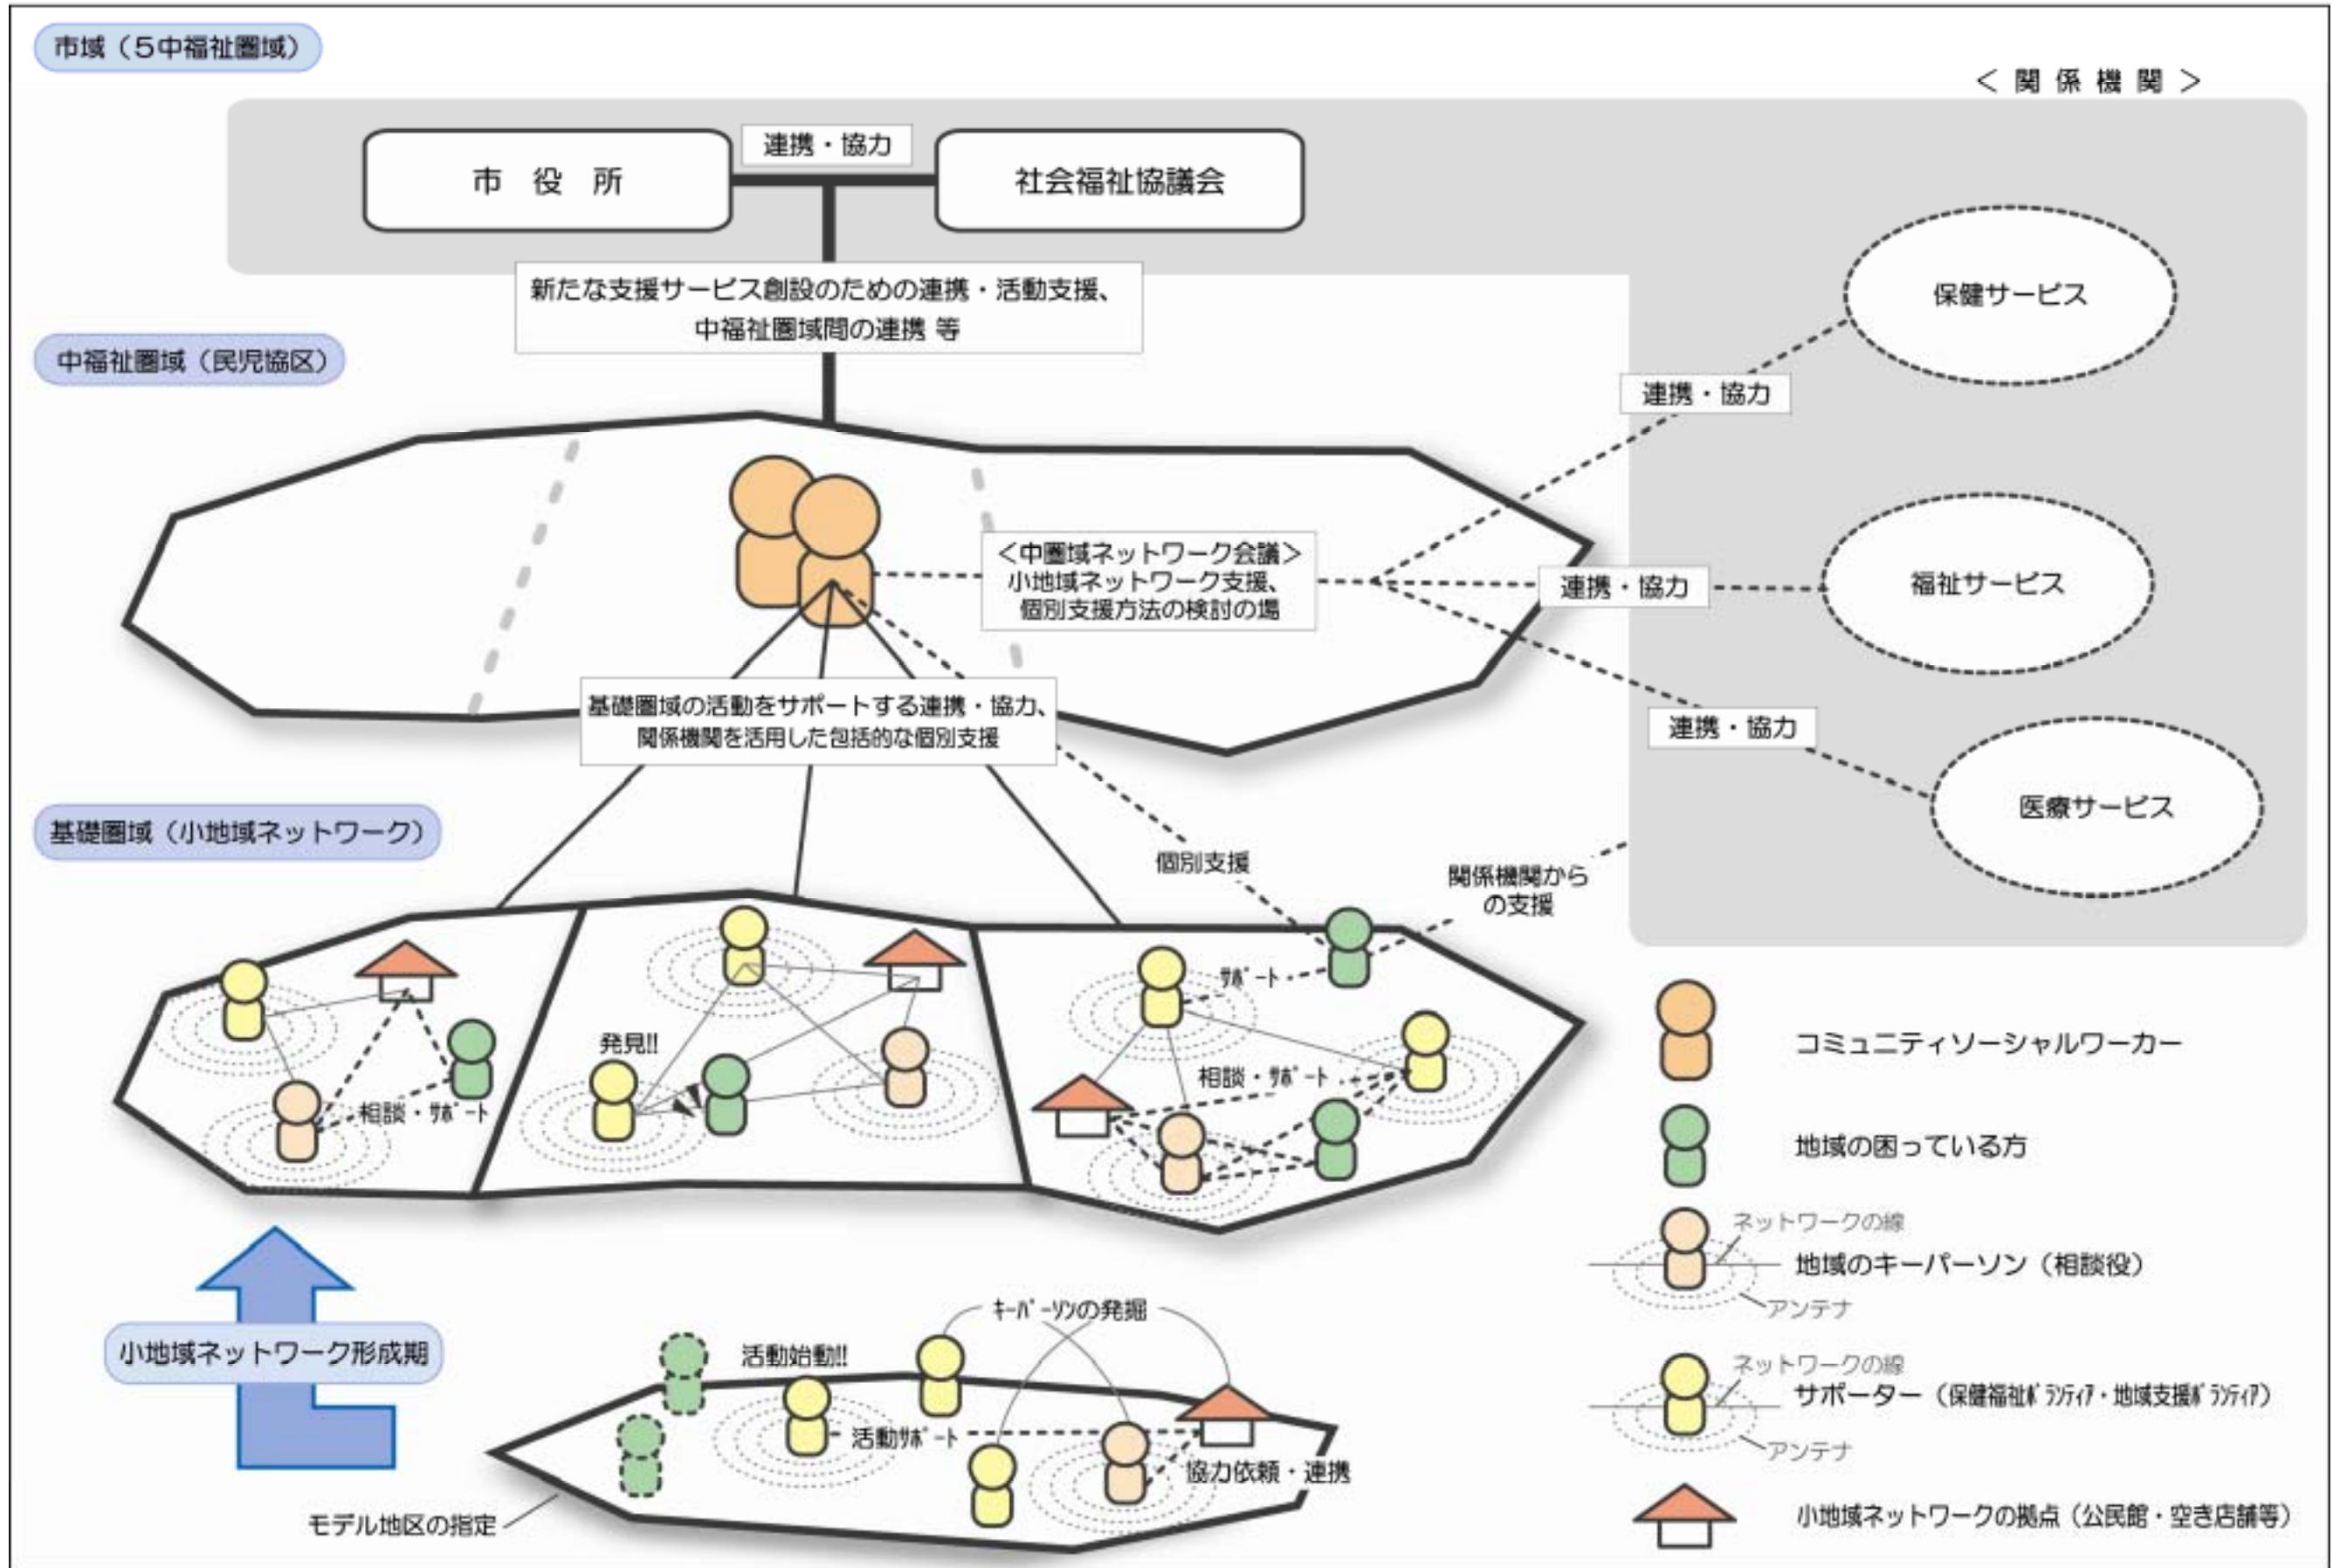 市域（５中福祉圏域）
＜ 関 係 機 関 ＞
市　役　所
連携・協力
社会福祉協議会
保健サービス
新たな支援サービス創設のための連携・活動支援、
中福祉圏域間の連携 等
中福祉圏域（民児協区）
連携・協力
＜中圏域ネットワーク会議＞
小地域ネットワーク支援、
個別支援方法の検討の場
連携・協力
福祉サービス
基礎圏域の活動をサポートする連携・協力、
関係機関を活用した包括的な個別支援
連携・協力
医療サービス
基礎圏域（小地域ネットワーク）
個別支援
関係機関から
の支援
ｻﾎﾟｰﾄ
発見!!
相談・ｻﾎﾟｰﾄ
相談・ｻﾎﾟｰﾄ
コミュニティソーシャルワーカー
地域の困っている方
ネットワークの線
地域のキーパーソン（相談役）
アンテナ
小地域ネットワーク形成期
ｷｰﾊﾟｰｿﾝの発掘
活動始動!!
活動ｻﾎﾟｰﾄ
協力依頼・連携
モデル地区の指定
ネットワークの線
サポーター（保健福祉ﾎﾞﾗﾝﾃｨｱ・地域支援ﾎﾞﾗﾝﾃｨｱ）
アンテナ
小地域ネットワークの拠点（公民館・空き店舗等）